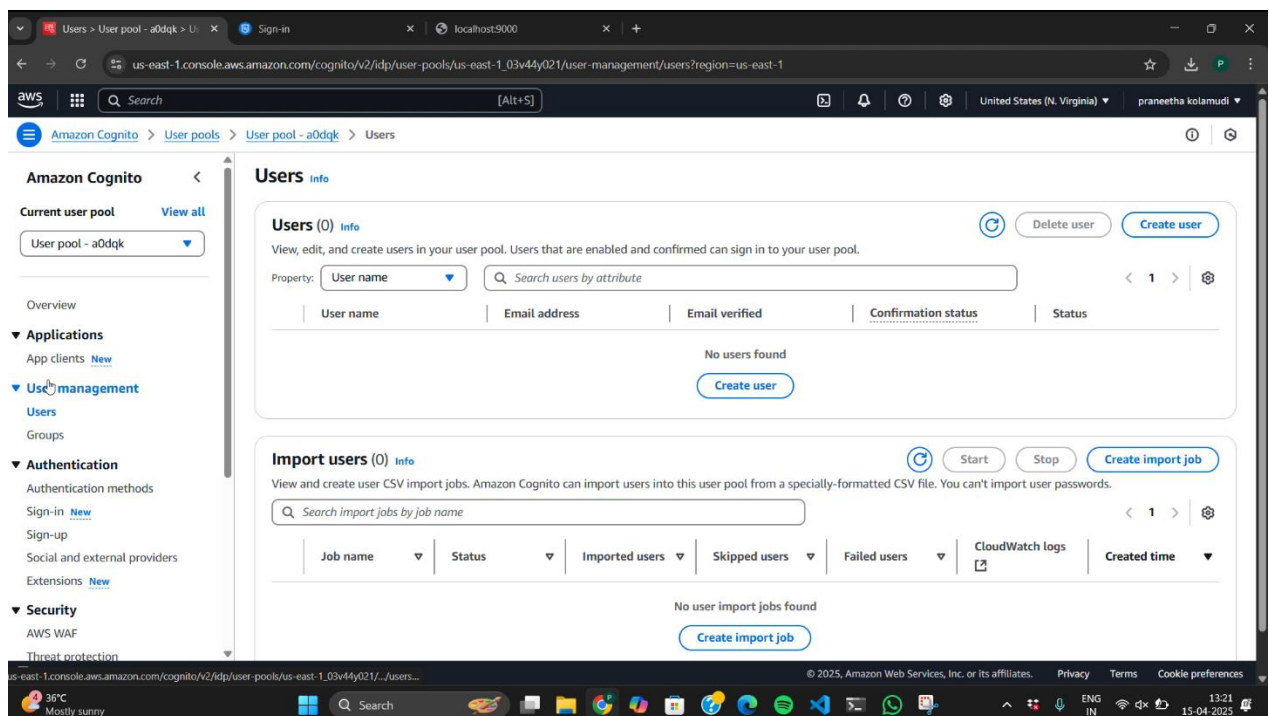 Users > User pool - a0dqk > U
Sign-in
localhost:9000
us-east-1.console.aws.amazon.com/cognito/v2/idp/user-pools/us-east-1_03v44y021/user-management/users?region=us-east-1
P
aws
Search
[Alt+S]
United States (N. Virginia)
praneetha kolamudi
Amazon Cognito > User pools > User pool - a0dqk > Users
Amazon Cognito
Current user pool
View all
User pool - a0dqk
Overview
Applications
App clients New
User management
Users
Groups
Authentication
Authentication methods
Sign-in New
Sign-up
Social and external providers
Extensions New
Security
AWS WAF
Threat protection
Users Info
Users (0) Info
Delete user
Create user
View, edit, and create users in your user pool. Users that are enabled and confirmed can sign in to your user pool.
Property:
User name
Search users by attribute
1
User name
Email address
Email verified
Confirmation status
Status
No users found
Create user
Import users (0) Info
Start
Stop
Create import job
View and create user CSV import jobs. Amazon Cognito can import users into this user pool from a specially-formatted CSV file. You can't import user passwords.
Search import jobs by job name
1
Job name
Status
Imported users
Skipped users
Failed users
CloudWatch logs
Created time
No user import jobs found
Create import job
us-east-1.console.aws.amazon.com/cognito/v2/idp/user-pools/us-east-1_03v44y021/.../users...
© 2025, Amazon Web Services, Inc. or its affiliates.
Privacy
Terms
Cookie preferences
4
36°C
Mostly sunny
Search
ENG
IN
13:21
15-04-2025